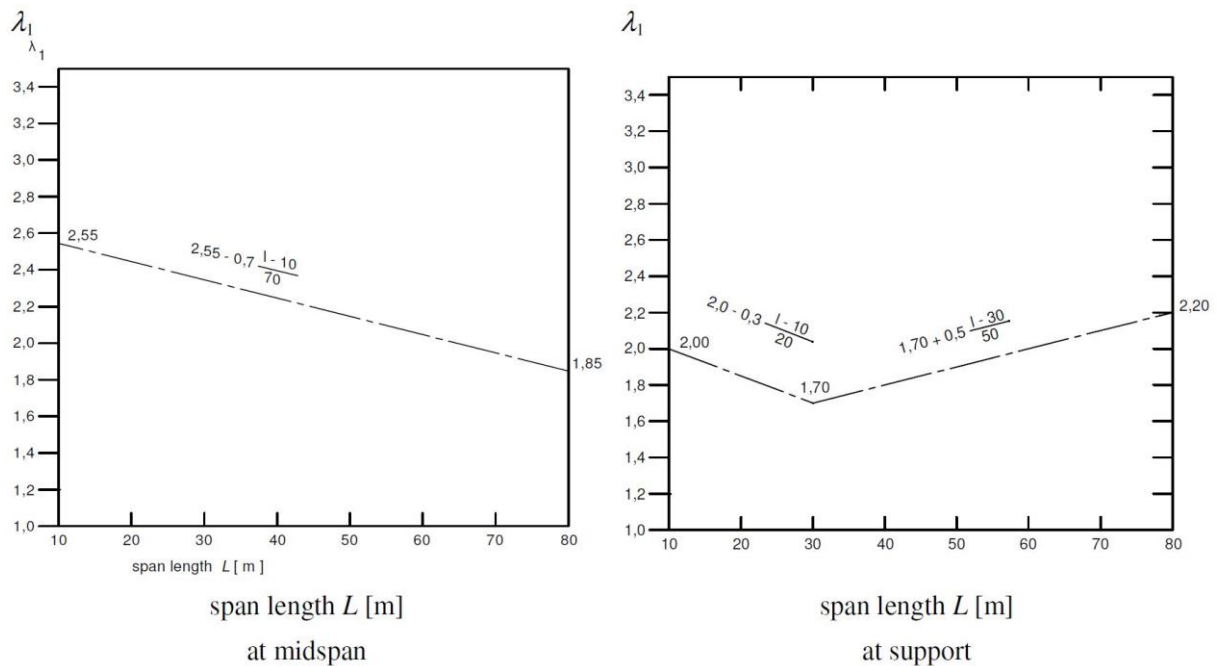 λ1
λ1
3,4
3,2
3,0
2,8
2,6
2,4
2,2
2,0
1,8
1,6
1,4
1,2
1,0
2,55
2,55 - 0,7 l - 10
70
1,85
10 20 30 40 50 60 70 80
span length L [ m ]
span length L [m]
at midspan
λ1
3,4
3,2
3,0
2,8
2,6
2,4
2,2
2,0
1,8
1,6
1,4
1,2
1,0
2,00
2,0 - 0,3 l - 10
20
1,70
1,70 + 0,5 l - 30
50
2,20
10 20 30 40 50 60 70 80
span length L [m]
at support